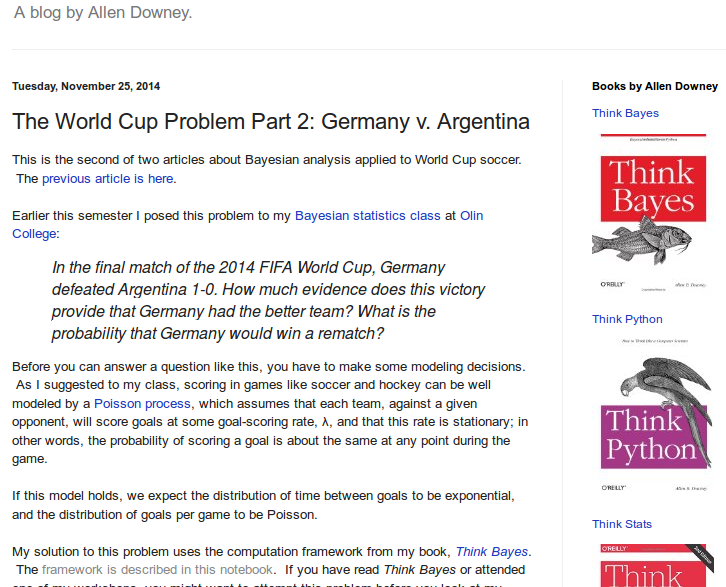 A blog by Allen Downey.
Tuesday, November 25, 2014
The World Cup Problem Part 2: Germany v. Argentina
This is the second of two articles about Bayesian analysis applied to World Cup soccer.
The previous article is here.
Earlier this semester I posed this problem to my Bayesian statistics class at Olin
College:
In the final match of the 2014 FIFA World Cup, Germany
defeated Argentina 1-0. How much evidence does this victory
provide that Germany had the better team? What is the
probability that Germany would win a rematch?
Before you can answer a question like this, you have to make some modeling decisions.
As I suggested to my class, scoring in games like soccer and hockey can be well
modeled by a Poisson process, which assumes that each team, against a given
opponent, will score goals at some goal-scoring rate, λ, and that this rate is stationary; in
other words, the probability of scoring a goal is about the same at any point during the
game.
If this model holds, we expect the distribution of time between goals to be exponential,
and the distribution of goals per game to be Poisson.
My solution to this problem uses the computation framework from my book, Think Bayes.
The framework is described in this notebook. If you have read Think Bayes or attended
Books by Allen Downey
Think Bayes
Think
Bayes
O'REILLY
Allen B. Downey
Think Python
How to Think Like a Computer Scientist
Think
Python
O'REILLY
Allen B. Downey
Think Stats
O'REILLY
2nd Edition
Think